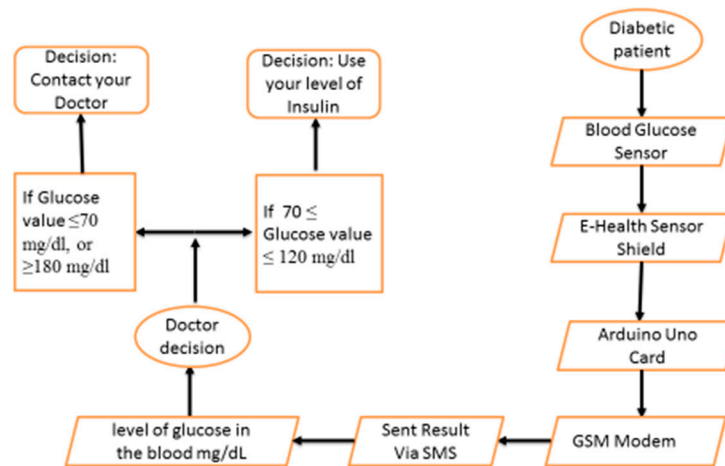 Decision:
Contact your
Doctor
Decision: Use
your level of
Insulin
Diabetic
patient
Blood Glucose
Sensor
If Glucose
value ≤70
mg/dl, or
≥180 mg/dl
If 70 ≤
Glucose value
≤ 120 mg/dl
E-Health Sensor
Shield
Doctor
decision
Arduino Uno
Card
level of glucose in
the blood mg/dL
Sent Result
Via SMS
GSM Modem